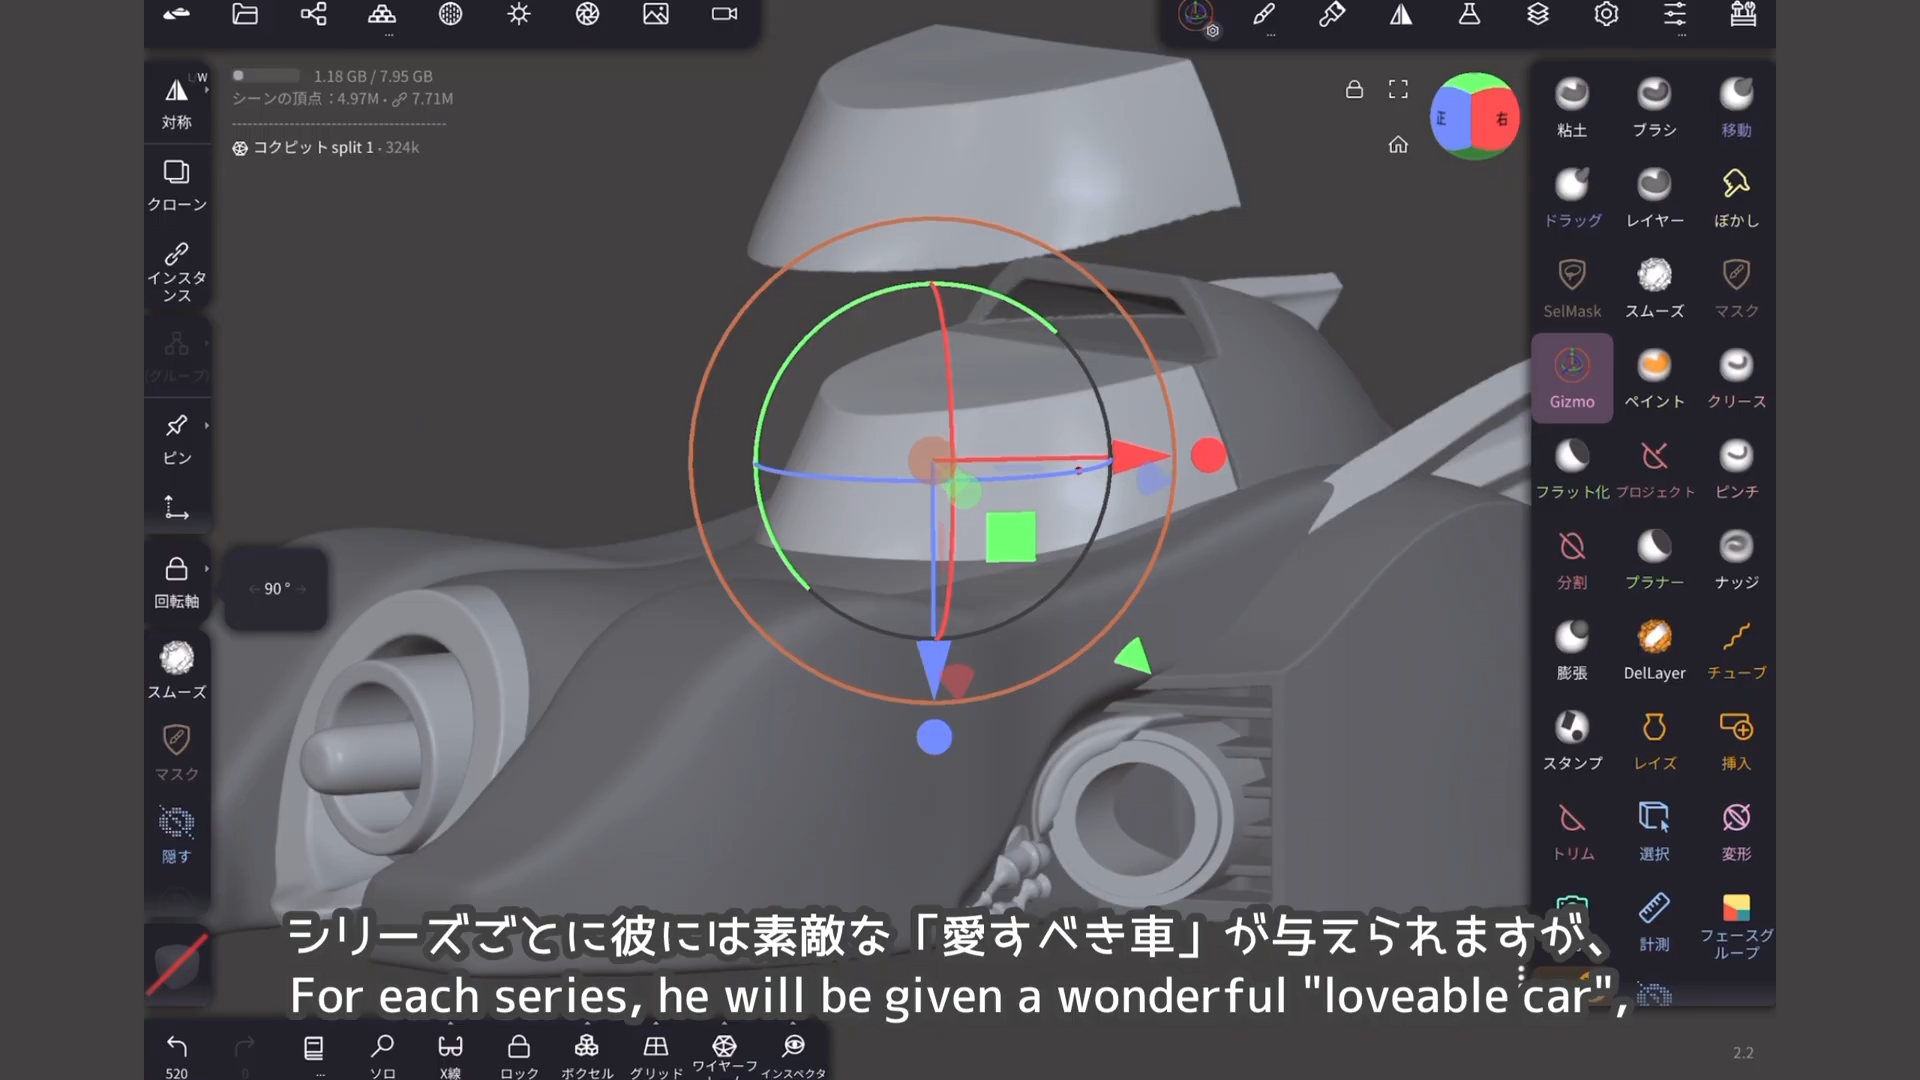 L/W
対称
クローン
インスタ
ンス
(グループ)
ピン
回転軸
90 °
スムーズ
マスク
隠す
1.18 GB / 7.95 GB
シーンの頂点：4.97M • 7.71M
コクピット split 1 • 324k
正
右
粘土
ブラシ
移動
ドラッグ
レイヤー
ぼかし
SelMask
スムーズ
マスク
Gizmo
ペイント
クリース
フラット化
プロジェクト
ピンチ
分割
プラナー
ナッジ
膨張
DelLayer
チューブ
スタンプ
レイズ
挿入
トリム
選択
変形
計測
フェースグ
ループ
シリーズごとに彼には素敵な「愛すべき車」が与えられますが、
For each series, he will be given a wonderful "loveable car",
520
0
...
ソロ
X線
ロック
ボクセル
グリッド
ワイヤーフ
インスペクタ
2.2